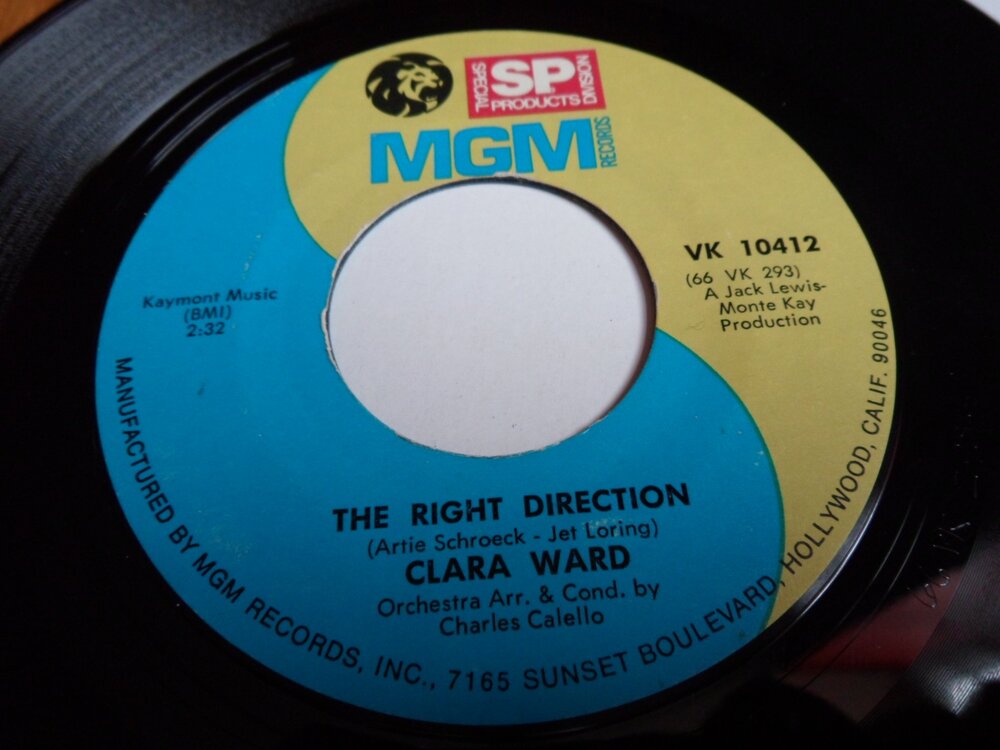 SPECIAL
SP
PRODUCTS
DIVISION
MGM
RECORDS
VK 10412
(66 VK 293)
A Jack Lewis-
Monte Kay
Production
Kaymont Music
(BMI)
2:32
THE RIGHT DIRECTION
(Artie Schroeck - Jet Loring)
CLARA WARD
Orchestra Arr. & Cond. by
Charles Calello
MANUFACTURED BY MGM RECORDS, INC., 7165 SUNSET BOULEVARD, HOLLYWOOD, CALIF. 90046